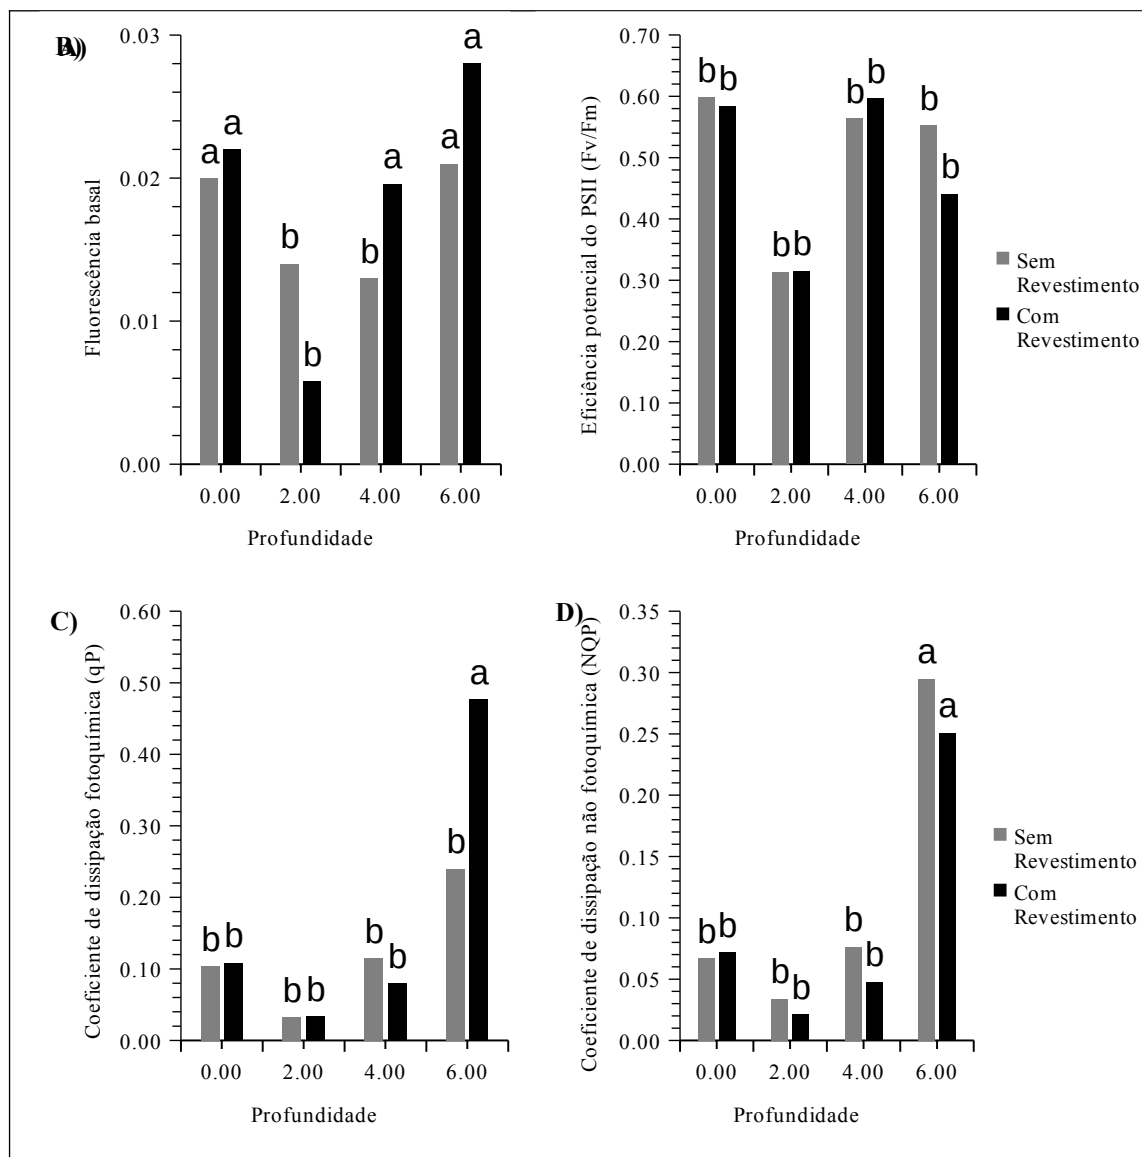 B)
A)
Fluorescência basal
0.03
0.02
0.01
0.00
a
a
b
b
b
a
a
a
0.00
2.00
4.00
6.00
Profundidade
Eficiência potencial do PSII (Fv/Fm)
0.70
0.60
0.50
0.40
0.30
0.20
0.10
0.00
b
b
b
b
b
b
b
b
0.00
2.00
4.00
6.00
Profundidade
Sem
Revestimento
Com
Revestimento
C)
Coeficiente de dissipação fotoquímica (qP)
0.60
0.50
0.40
0.30
0.20
0.10
0.00
b
b
b
b
b
b
b
a
0.00
2.00
4.00
6.00
Profundidade
D)
Coeficiente de dissipação não fotoquímica (NQP)
0.35
0.30
0.25
0.20
0.15
0.10
0.05
0.00
b
b
b
b
b
b
a
a
0.00
2.00
4.00
6.00
Profundidade
Sem
Revestimento
Com
Revestimento